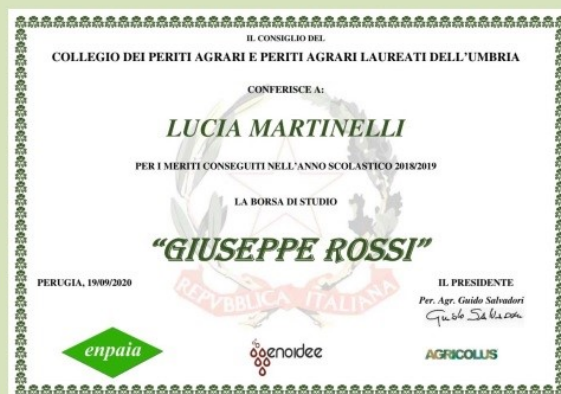 IL CONSIGLIO DEL
COLLEGIO DEI PERITI AGRARI E PERITI AGRARI LAUREATI DELL'UMBRIA
CONFERISCE A:
LUCIA MARTINELLI
PER I MERITI CONSEGUITI NELL'ANNO SCOLASTICO 2018/2019
LA BORSA DI STUDIO
“GIUSEPPE ROSSI”
PERUGIA, 19/09/2020
IL PRESIDENTE
Per. Agr. Guido Salvadori
Guido Salvadori
REPVBBLICA ITALIANA
enpaia
enoidee
AGRICOLUS